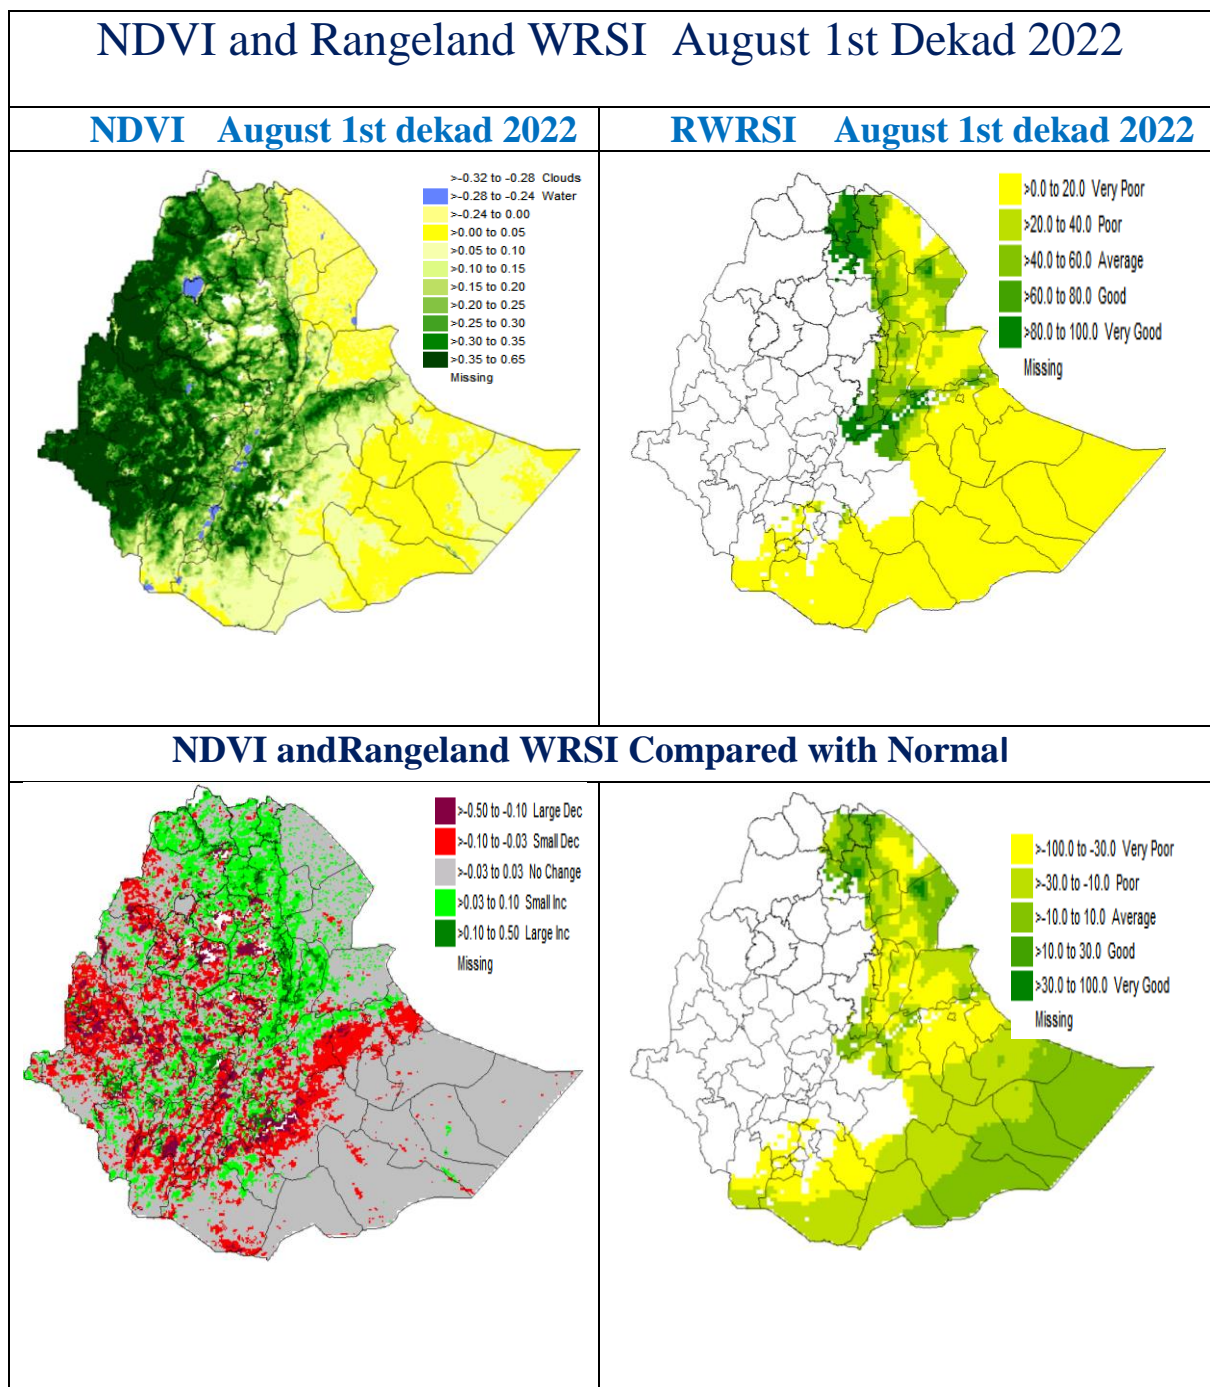 NDVI and Rangeland WRSI August 1st Dekad 2022
NDVI August 1st dekad 2022
RWRSI August 1st dekad 2022
>-0.32 to -0.28 Clouds
>-0.28 to -0.24 Water
>-0.24 to 0.00
>0.00 to 0.05
>0.05 to 0.10
>0.10 to 0.15
>0.15 to 0.20
>0.20 to 0.25
>0.25 to 0.30
>0.30 to 0.35
>0.35 to 0.65
Missing
>0.0 to 20.0 Very Poor
>20.0 to 40.0 Poor
>40.0 to 60.0 Average
>60.0 to 80.0 Good
>80.0 to 100.0 Very Good
Missing
NDVI andRangeland WRSI Compared with Normal
>-0.50 to -0.10 Large Dec
>-0.10 to -0.03 Small Dec
>-0.03 to 0.03 No Change
>0.03 to 0.10 Small Inc
>0.10 to 0.50 Large Inc
Missing
>-100.0 to -30.0 Very Poor
>-30.0 to -10.0 Poor
>-10.0 to 10.0 Average
>10.0 to 30.0 Good
>30.0 to 100.0 Very Good
Missing